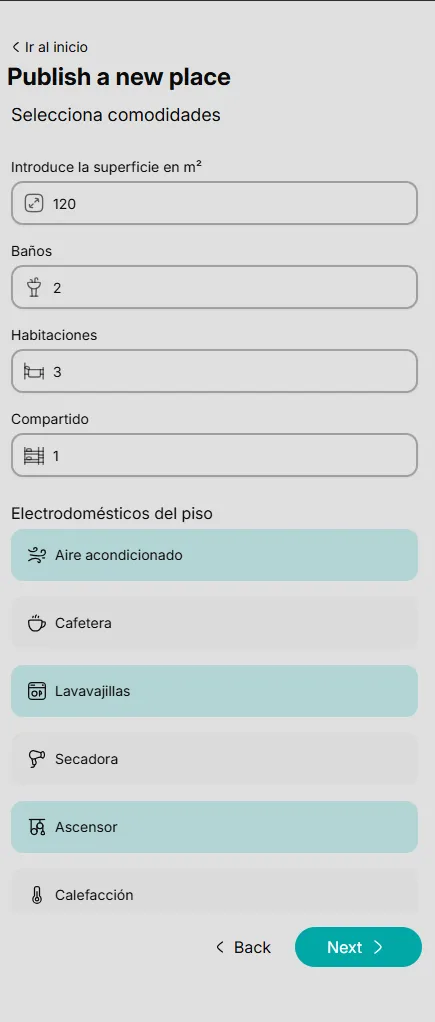 Ir al inicio
Publish a new place
Selecciona comodidades
Introduce la superficie en m²
120
Baños
2
Habitaciones
3
Compartido
1
Electrodomésticos del piso
Aire acondicionado
Cafetera
Lavavajillas
Secadora
Ascensor
Calefacción
Back
Next